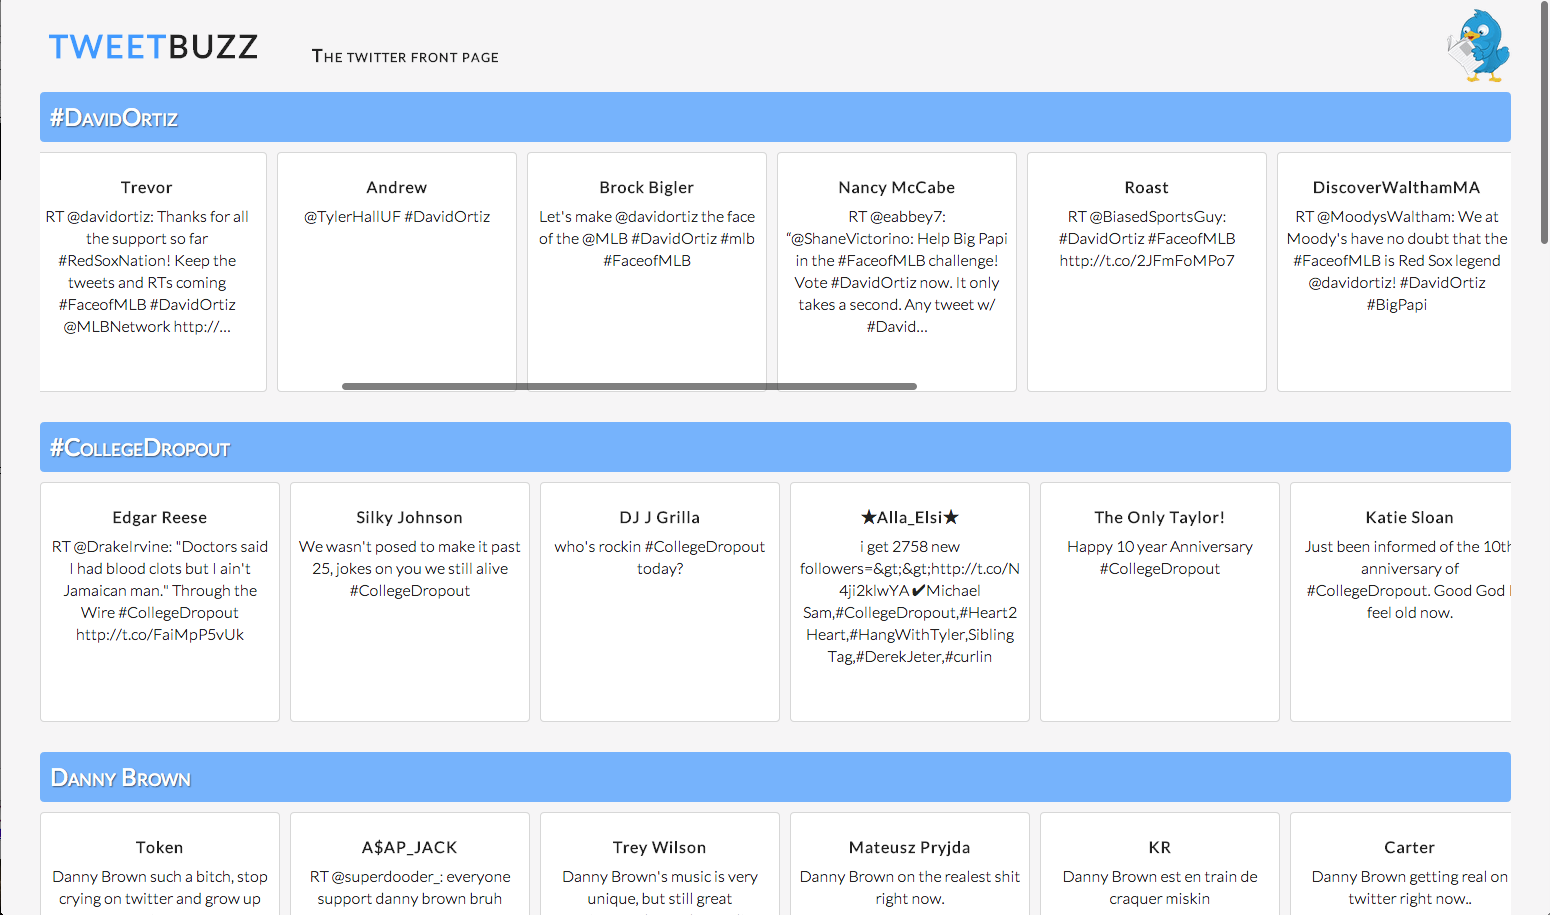 TWEETBUZZ
The twitter front page
#DavidOrtiz
Trevor
RT @davidortiz: Thanks for all
the support so far
#RedSoxNation! Keep the
tweets and RTs coming
#FaceofMLB #DavidOrtiz
@MLBNetwork http://...
Andrew
@TylerHallUF #DavidOrtiz
Brock Bigler
Let's make @davidortiz the face
of the @MLB #DavidOrtiz #mlb
#FaceofMLB
Nancy McCabe
RT @eabbey7:
“@ShaneVictorino: Help Big Papi
in the #FaceofMLB challenge!
Vote #DavidOrtiz now. It only
takes a second. Any tweet w/
#David...
Roast
RT @BiasedSportsGuy:
#DavidOrtiz #FaceofMLB
http://t.co/2JFmFoMPo7
DiscoverWalthamMA
RT @MoodysWaltham: We at
Moody's have no doubt that the
#FaceofMLB is Red Sox legend
@davidortiz! #DavidOrtiz
#BigPapi
#CollegeDropout
Edgar Reese
RT @DrakeIrvine: "Doctors said
I had blood clots but I ain't
Jamaican man." Through the
Wire #CollegeDropout
http://t.co/FaiMpP5vUk
Silky Johnson
We wasn't posed to make it past
25, jokes on you we still alive
#CollegeDropout
DJ J Grilla
who's rockin #CollegeDropout
today?
★Alla_Elsi★
i get 2758 new
followers=&gt;&gt;http://t.co/N
4ji2klwYA ✔Michael
Sam,#CollegeDropout,#Heart2
Heart,#HangWithTyler,Sibling
Tag,#DerekJeter,#curlin
The Only Taylor!
Happy 10 year Anniversary
#CollegeDropout
Katie Sloan
Just been informed of the 10th
anniversary of
#CollegeDropout. Good God I
feel old now.
Danny Brown
Token
Danny Brown such a bitch, stop
crying on twitter and grow up
A$AP_JACK
RT @superdooder_: everyone
support danny brown bruh
Trey Wilson
Danny Brown's music is very
unique, but still great
Mateusz Pryjda
Danny Brown on the realest shit
right now.
KR
Danny Brown est en train de
craquer miskin
Carter
Danny Brown getting real on
twitter right now..